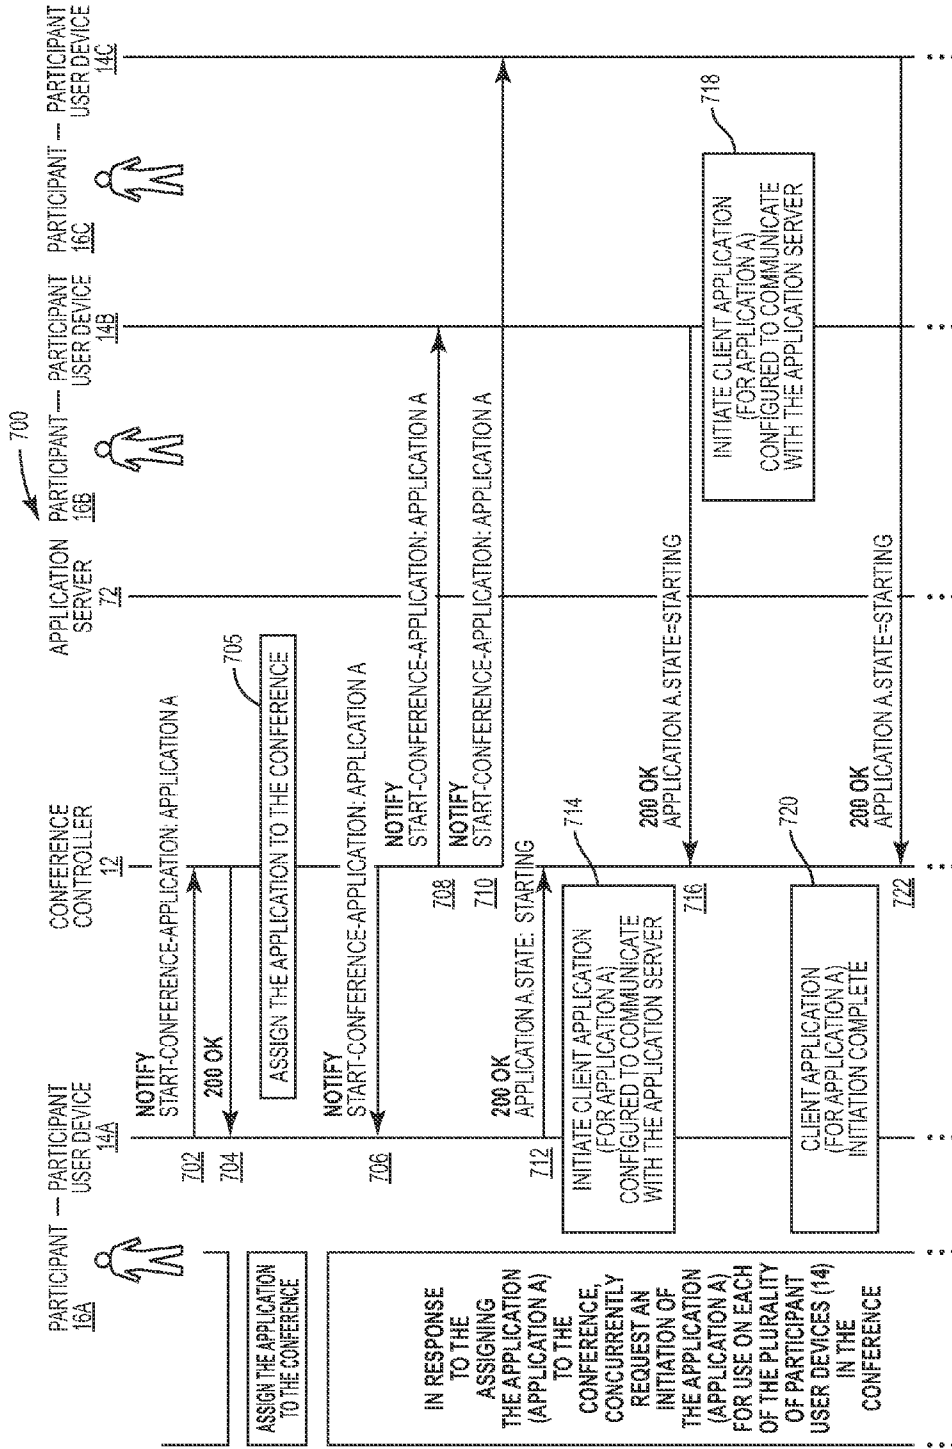 700
PARTICIPANT — PARTICIPANT
16A
USER DEVICE
14A
CONFERENCE
CONTROLLER
12
APPLICATION
SERVER
72
PARTICIPANT — PARTICIPANT
16B
USER DEVICE
14B
PARTICIPANT — PARTICIPANT
16C
USER DEVICE
14C
NOTIFY
START-CONFERENCE-APPLICATION: APPLICATION A
702
200 OK
704
ASSIGN THE APPLICATION
TO THE CONFERENCE
ASSIGN THE APPLICATION TO THE CONFERENCE
705
NOTIFY
START-CONFERENCE-APPLICATION: APPLICATION A
706
NOTIFY
START-CONFERENCE-APPLICATION: APPLICATION A
708
NOTIFY
START-CONFERENCE-APPLICATION: APPLICATION A
710
IN RESPONSE
TO THE
ASSIGNING
THE APPLICATION
(APPLICATION A)
TO THE
CONFERENCE,
CONCURRENTLY
REQUEST AN
INITIATION OF
THE APPLICATION
(APPLICATION A)
FOR USE ON EACH
OF THE PLURALITY
OF PARTICIPANT
USER DEVICES (14)
IN THE
CONFERENCE
200 OK
APPLICATION A.STATE: STARTING
712
INITIATE CLIENT APPLICATION
(FOR APPLICATION A)
CONFIGURED TO COMMUNICATE
WITH THE APPLICATION SERVER
714
200 OK
APPLICATION A.STATE=STARTING
716
INITIATE CLIENT APPLICATION
(FOR APPLICATION A)
CONFIGURED TO COMMUNICATE
WITH THE APPLICATION SERVER
718
CLIENT APPLICATION
(FOR APPLICATION A)
INITIATION COMPLETE
720
200 OK
APPLICATION A.STATE=STARTING
722